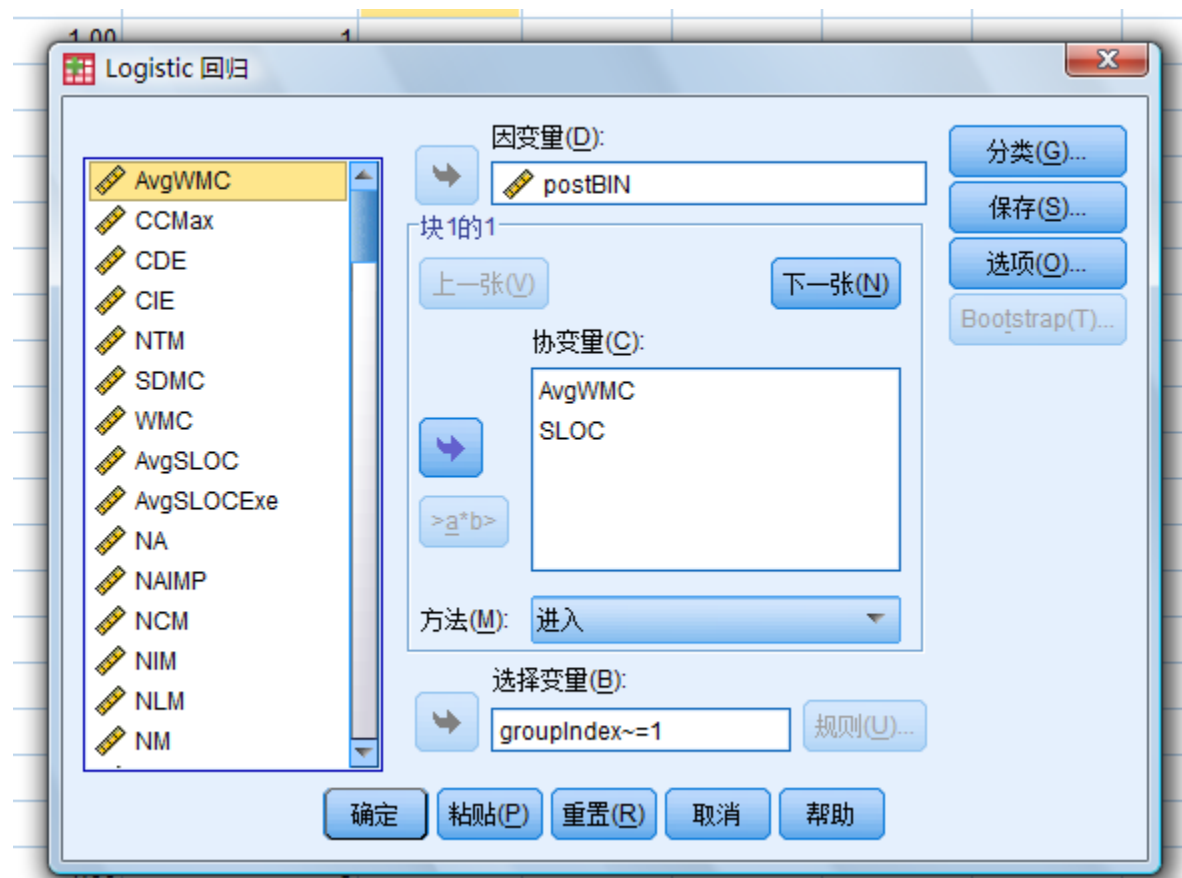 1.00 1
Logistic 回归
AvgWMC
CCMax
CDE
CIE
NTM
SDMC
WMC
AvgSLOC
AvgSLOCExe
NA
NAIMP
NCM
NIM
NLM
NM
因变量(D):
postBIN
块1的1
上一张(V)
下一张(N)
协变量(C):
AvgWMC
SLOC
>a*b>
方法(M): 进入
选择变量(B):
groupIndex~=1
规则(U)...
分类(G)...
保存(S)...
选项(O)...
Bootstrap(T)...
确定 粘贴(P) 重置(R) 取消 帮助